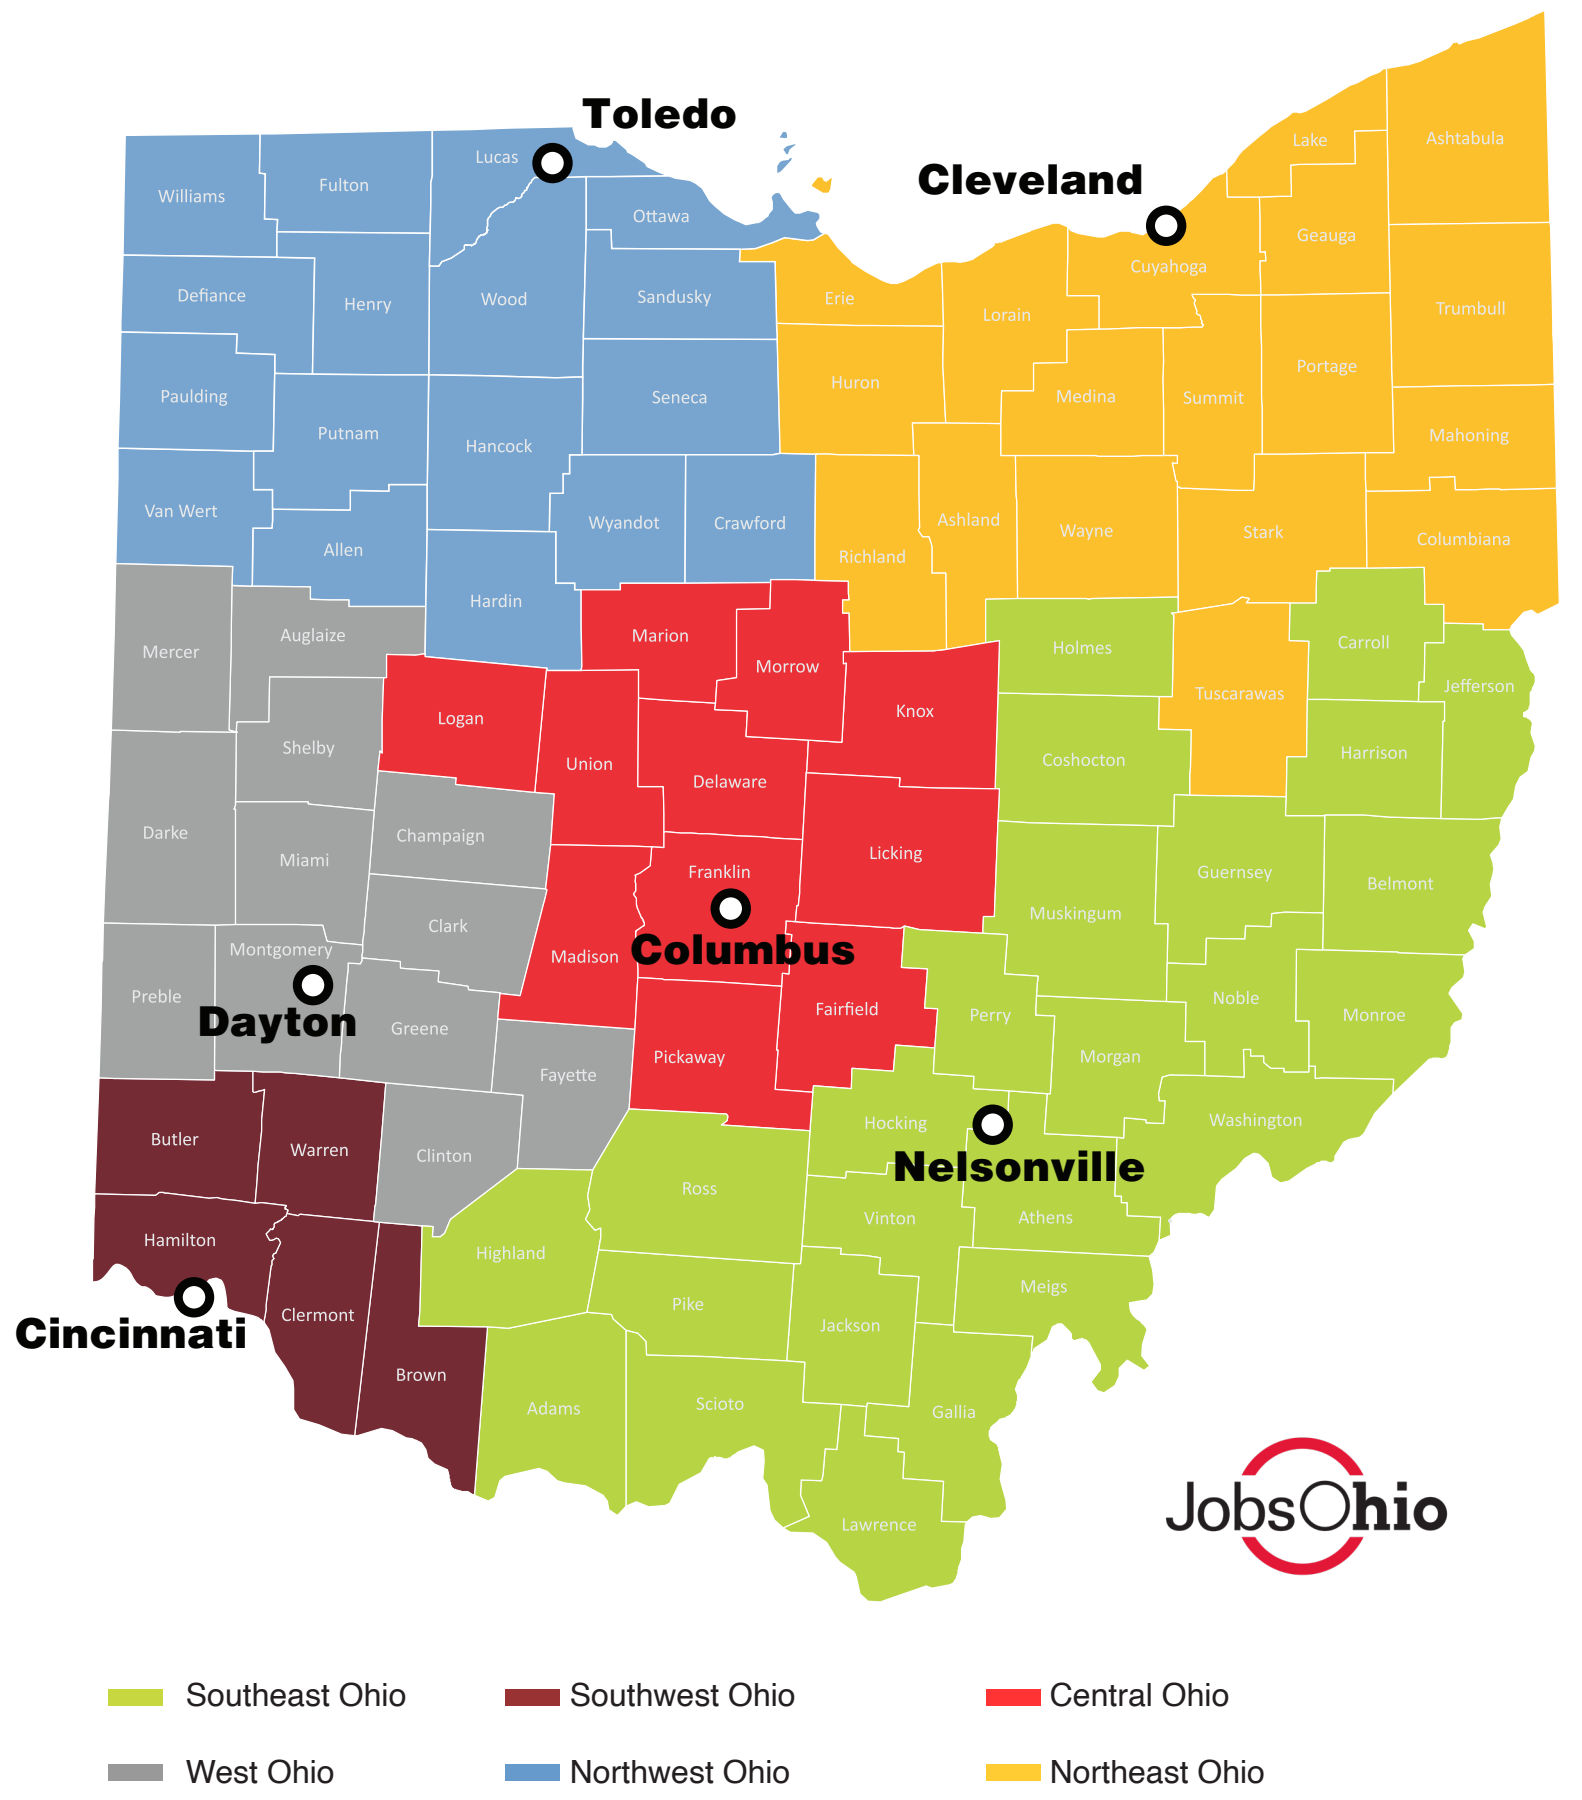 Toledo
Cleveland
Lucas
Lake
Ashtabula
Williams
Fulton
Ottawa
Geauga
Cuyahoga
Defiance
Henry
Wood
Sandusky
Erie
Lorain
Trumbull
Paulding
Huron
Portage
Medina
Summit
Seneca
Putnam
Hancock
Mahoning
Van Wert
Wyandot
Crawford
Ashland
Wayne
Stark
Columbiana
Allen
Richland
Hardin
Mercer
Auglaize
Marion
Morrow
Holmes
Carroll
Jefferson
Tuscarawas
Logan
Knox
Shelby
Union
Delaware
Coshocton
Harrison
Darke
Champaign
Miami
Licking
Franklin
Guernsey
Belmont
Muskingum
Clark
Montgomery
Columbus
Madison
Preble
Dayton
Greene
Fairfield
Perry
Noble
Monroe
Pickaway
Morgan
Fayette
Hocking
Washington
Butler
Warren
Clinton
Nelsonville
Ross
Vinton
Athens
Hamilton
Highland
Meigs
Cincinnati
Clermont
Pike
Jackson
Brown
Adams
Scioto
Gallia
Lawrence
JobsOhio
Southeast Ohio
Southwest Ohio
Central Ohio
West Ohio
Northwest Ohio
Northeast Ohio